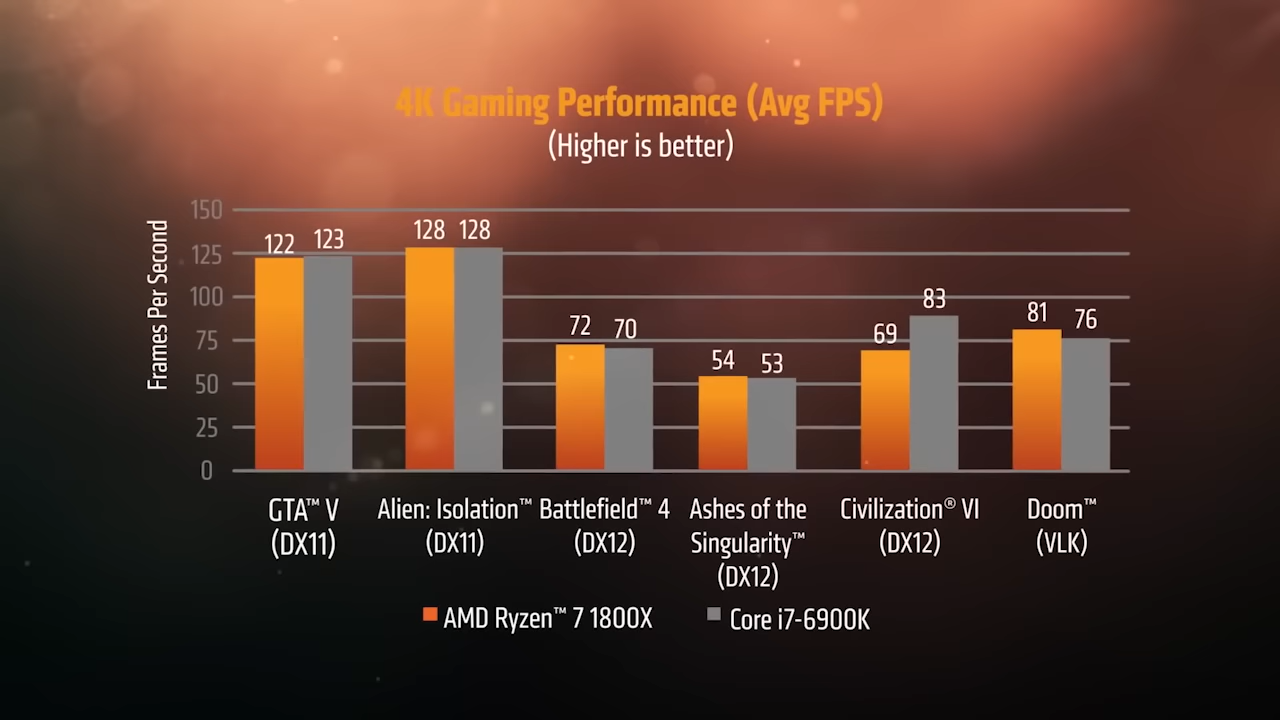 4K Gaming Performance (Avg FPS)
(Higher is better)
Frames Per Second
150
125
100
75
50
25
0
122 123
128 128
72 70
54 53
69 83
81 76
GTA™ V
(DX11)
Alien: Isolation™
(DX11)
Battlefield™ 4
(DX12)
Ashes of the
Singularity™
(DX12)
Civilization® VI
(DX12)
Doom™
(VLK)
AMD Ryzen™ 7 1800X
Core i7-6900K